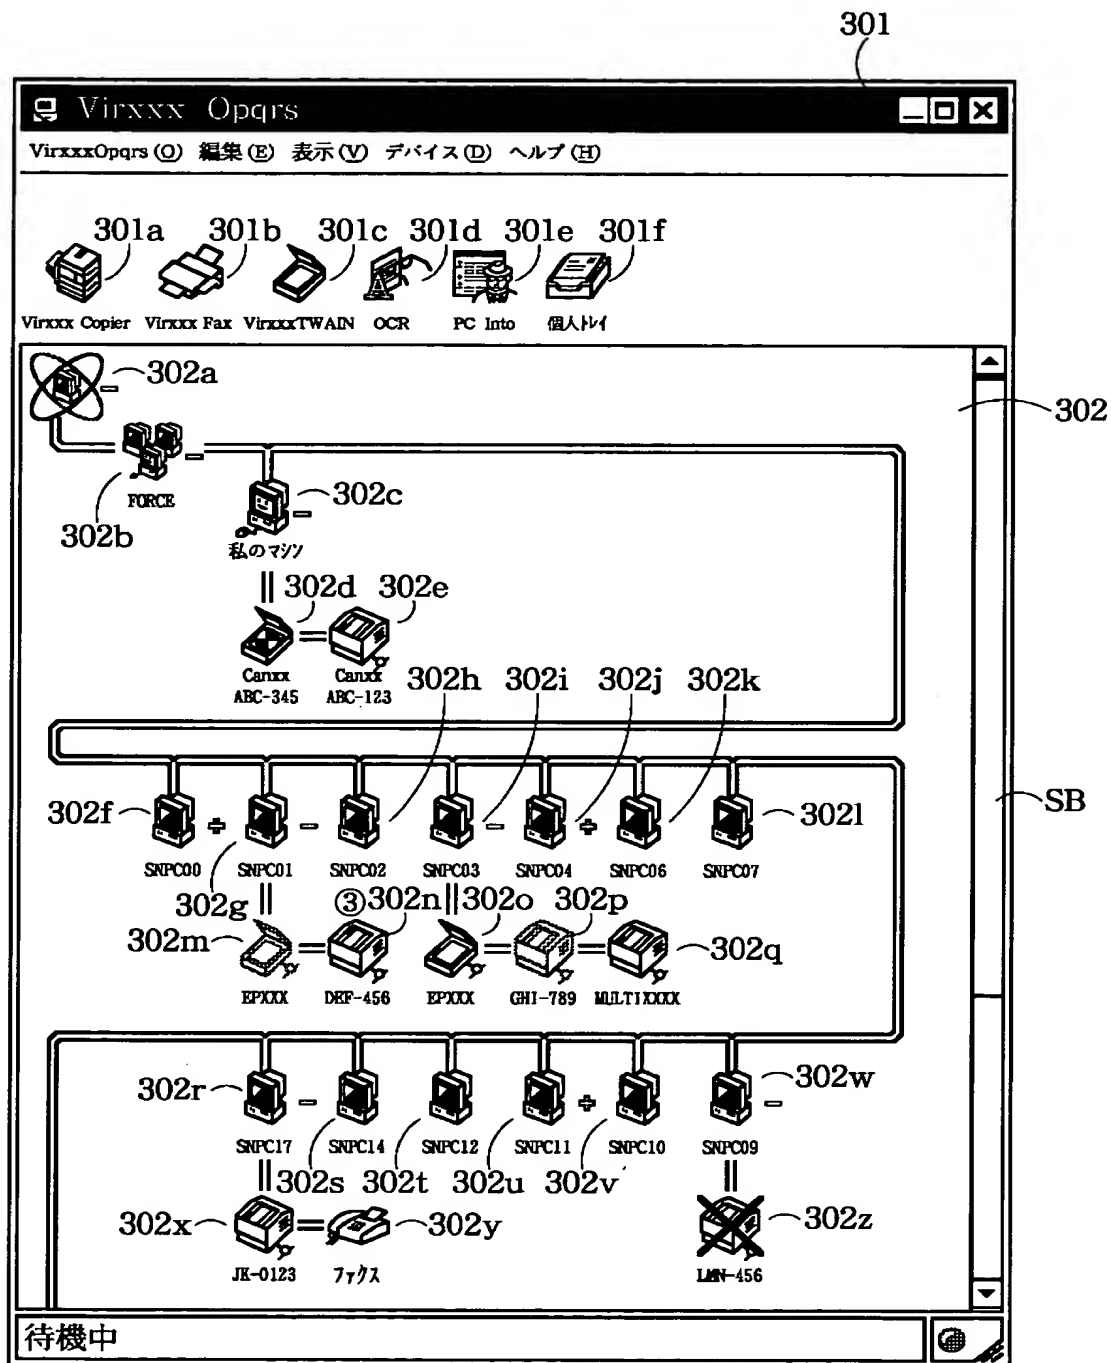 301
Virxxx Opqrs
VirxxxOpqrs(O) 編集(E) 表示(V) デバイス(D) ヘルプ(H)
301a 301b 301c 301d 301e 301f
Virxxx Copier Virxxx Fax VirxxxTWAIN OCR PC Into 個人トレイ
302a
302
FORCE
302b
302c
私のマシン
302d 302e
Canxx ABC-345 Canxx ABC-123
302h 302i 302j 302k
302f 302l
SB
SNPC00 SNPC01 SNPC02 SNPC03 SNPC04 SNPC06 SNPC07
302g ③302n 302o 302p
302m 302q
EPXXX DEF-456 EPXXX GHI-789 MULTIXXXX
302r 302w
SNPC17 SNPC14 SNPC12 SNPC11 SNPC10 SNPC09
302s 302t 302u 302v
302x 302y 302z
JK-0123 ファクス LMN-456
待機中